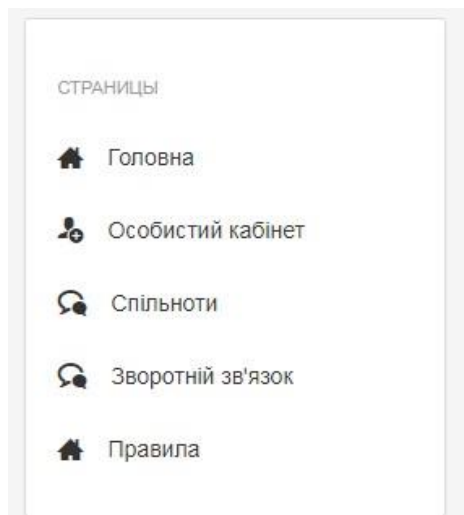 СТРАНИЦЫ
Головна
Особистий кабінет
Спільноти
Зворотній зв'язок
Правила